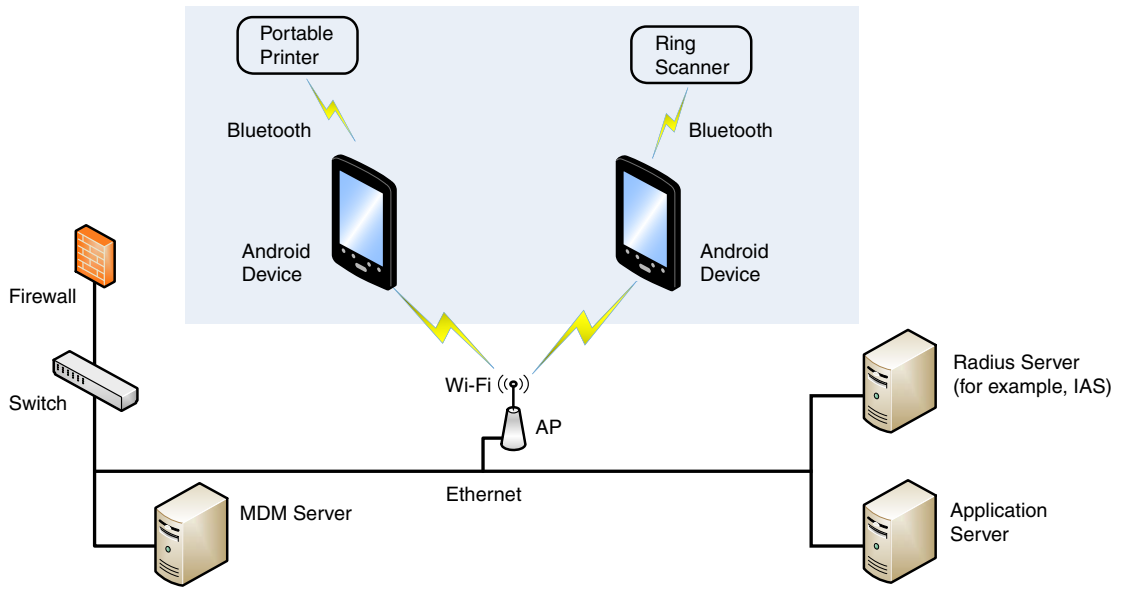 Portable
Printer
Ring
Scanner
Bluetooth
Bluetooth
Android
Device
Android
Device
Firewall
Switch
Wi-Fi
AP
Radius Server
(for example, IAS)
Ethernet
MDM Server
Application
Server